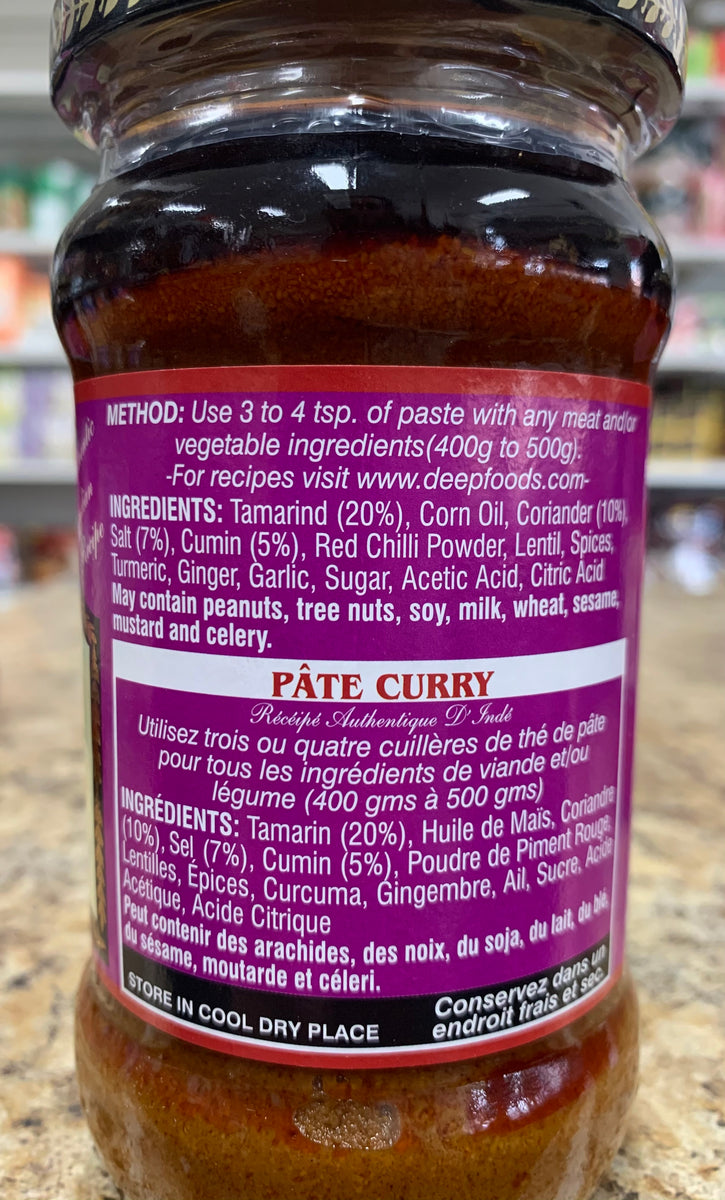 METHOD: Use 3 to 4 tsp. of paste with any meat and/or
vegetable ingredients(400g to 500g).
-For recipes visit www.deepfoods.com-
INGREDIENTS: Tamarind (20%), Corn Oil, Coriander (10%),
Salt (7%), Cumin (5%), Red Chilli Powder, Lentil, Spices,
Turmeric, Ginger, Garlic, Sugar, Acetic Acid, Citric Acid
May contain peanuts, tree nuts, soy, milk, wheat, sesame,
mustard and celery.
PÂTE CURRY
Récéipé Authentique D'Indé
Utilisez trois ou quatre cuillères de thé de pâte
pour tous les ingrédients de viande et/ou
légume (400 gms à 500 gms)
INGRÉDIENTS: Tamarin (20%), Huile de Maïs, Coriandre
(10%), Sel (7%), Cumin (5%), Poudre de Piment Rouge,
Lentilles, Épices, Curcuma, Gingembre, Ail, Sucre, Acide
Acétique, Acide Citrique
Peut contenir des arachides, des noix, du soja, du lait, du blé,
du sésame, moutarde et céleri.
STORE IN COOL DRY PLACE
Conservez dans un
endroit frais et sec.